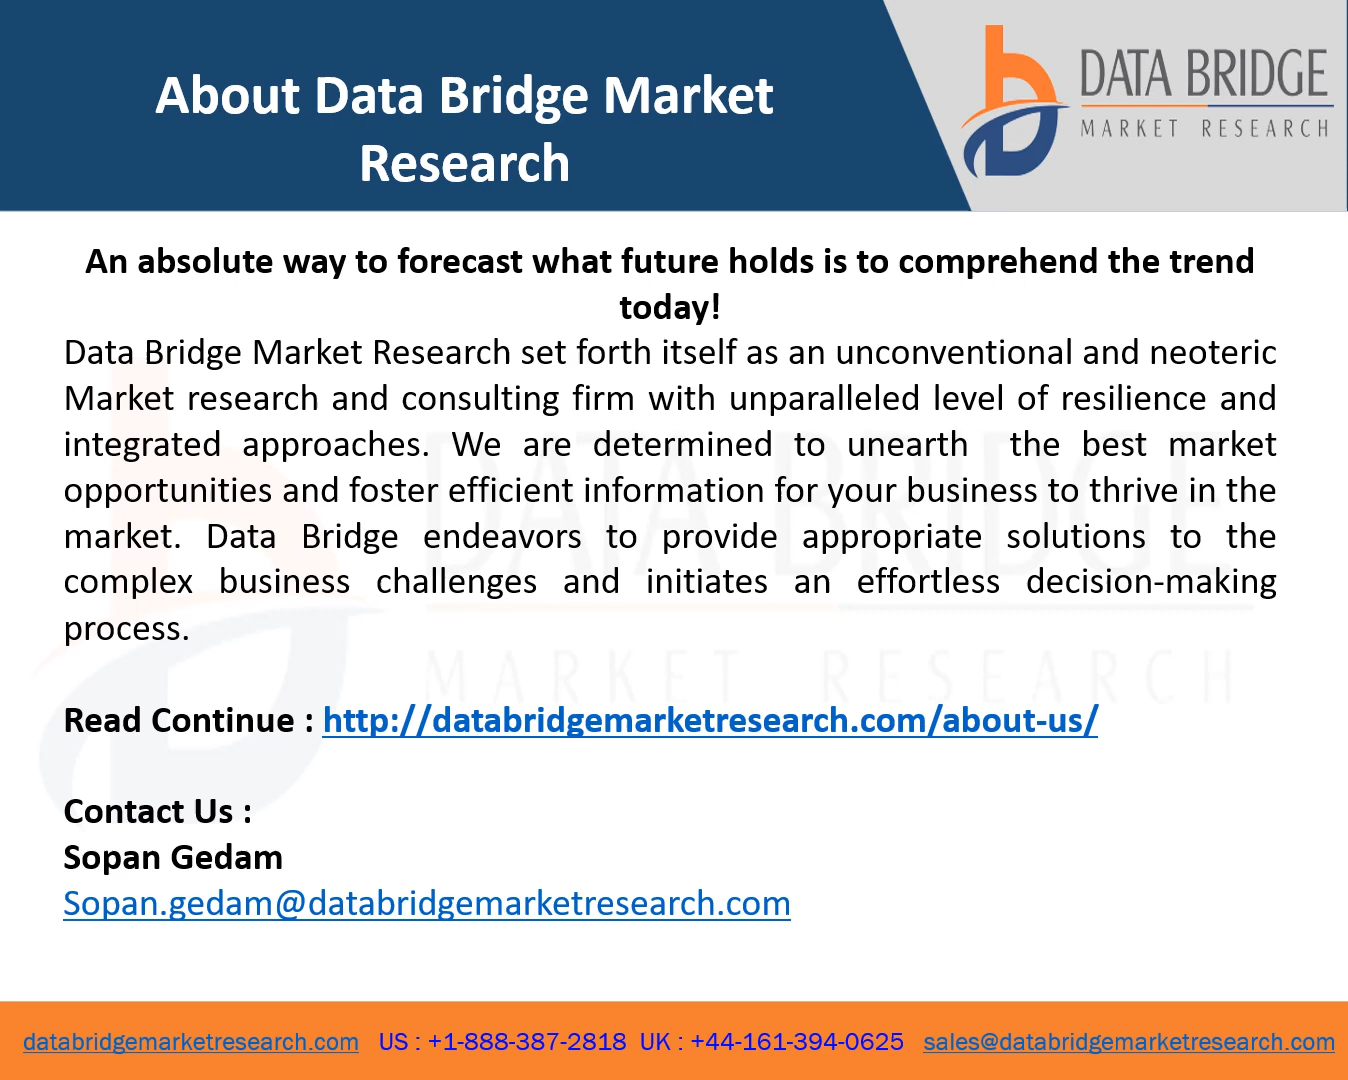 About Data Bridge Market
Research
DATA BRIDGE
MARKET RESEARCH
An absolute way to forecast what future holds is to comprehend the trend
today!
Data Bridge Market Research set forth itself as an unconventional and neoteric
Market research and consulting firm with unparalleled level of resilience and
integrated approaches. We are determined to unearth the best market
opportunities and foster efficient information for your business to thrive in the
market. Data Bridge endeavors to provide appropriate solutions to the
complex business challenges and initiates an effortless decision-making
process.
DATA BRIDGE
MARKET RESEARCH
Read Continue : http://databridgemarketresearch.com/about-us/
Contact Us :
Sopan Gedam
Sopan.gedam@databridgemarketresearch.com
databridgemarketresearch.com US : +1-888-387-2818 UK : +44-161-394-0625 sales@databridgemarketresearch.com